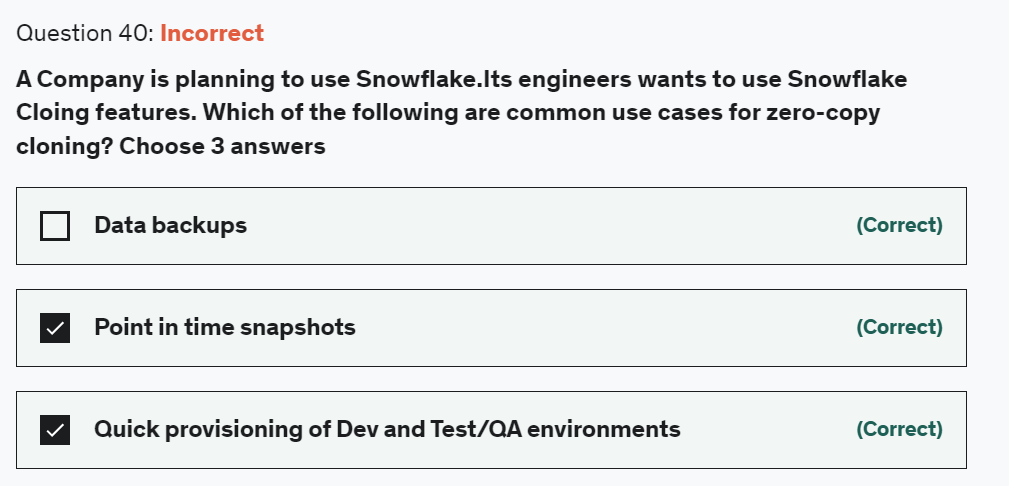 Question 40: Incorrect
A Company is planning to use Snowflake.Its engineers wants to use Snowflake
Cloing features. Which of the following are common use cases for zero-copy
cloning? Choose 3 answers
Data backups (Correct)
Point in time snapshots (Correct)
Quick provisioning of Dev and Test/QA environments (Correct)